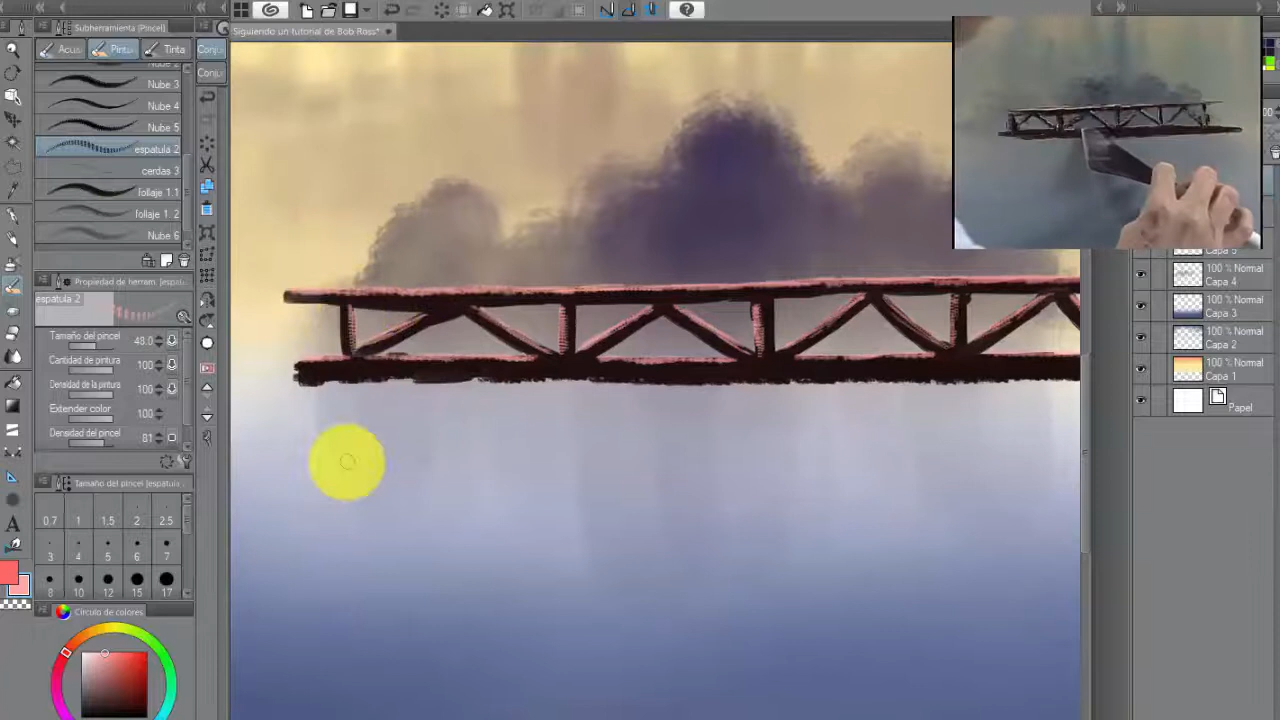 Subherramienta [Pincel]
Acua
Pintu
Tinta
Conju
Conju
Siguiendo un tutorial de Bob Ross*
Nube 3
Nube 4
Nube 5
espatula 2
cerdas 3
follaje 1.1
follaje 1. 2
Nube 6
Propiedad de herram. [espatula
espatula 2
Tamaño del pincel 48.0
Cantidad de pintura 100
Densidad de la pintura 100
Extender color 100
Densidad del pincel 81
Tamaño del pincel [espatula
0.7 1 1.5 2 2.5
3 4 5 6 7
8 10 12 15 17
Círculo de colores
A
100 % Normal
Capa 4
100 % Normal
Capa 3
100 % Normal
Capa 2
100 % Normal
Capa 1
Papel